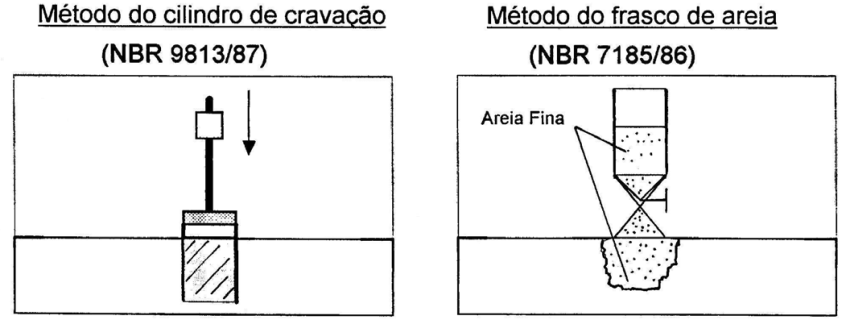 Método do cilindro de cravação
(NBR 9813/87)
Método do frasco de areia
(NBR 7185/86)
Areia Fina